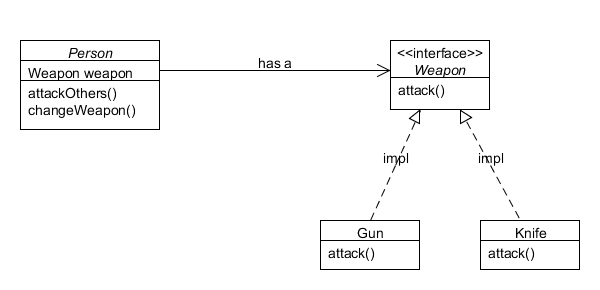 Person
Weapon weapon
attackOthers()
changeWeapon()
has a
<<interface>>
Weapon
attack()
impl
impl
Gun
attack()
Knife
attack()